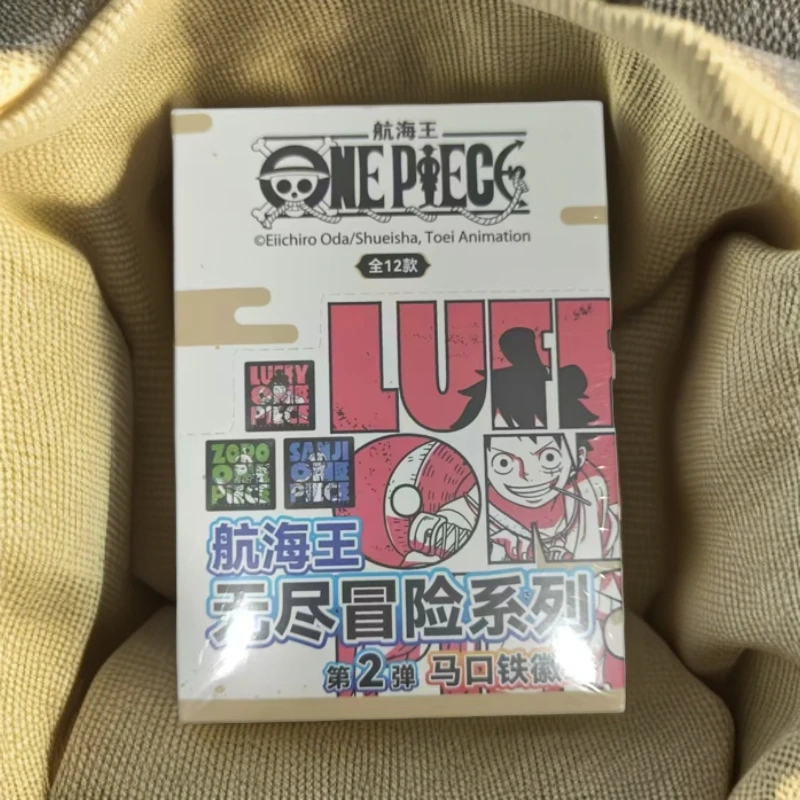 航海王
ONE PIECE
©Eiichiro Oda/Shueisha, Toei Animation
全12款
LUFF
LUFFY
ONE
PIECE
ZORO
ONE
PIECE
SANJI
ONE
PIECE
ON
航海王
无尽冒险系列
第2弹 马口铁徽